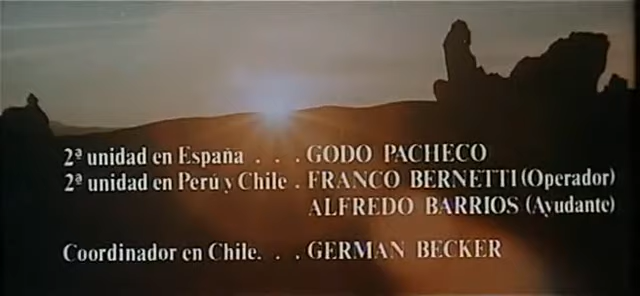 2ª unidad en España . . . GODO PACHECO
2ª unidad en Perú y Chile . FRANCO BERNETTI (Operador)
ALFREDO BARRIOS (Ayudante)
Coordinador en Chile. . . GERMAN BECKER